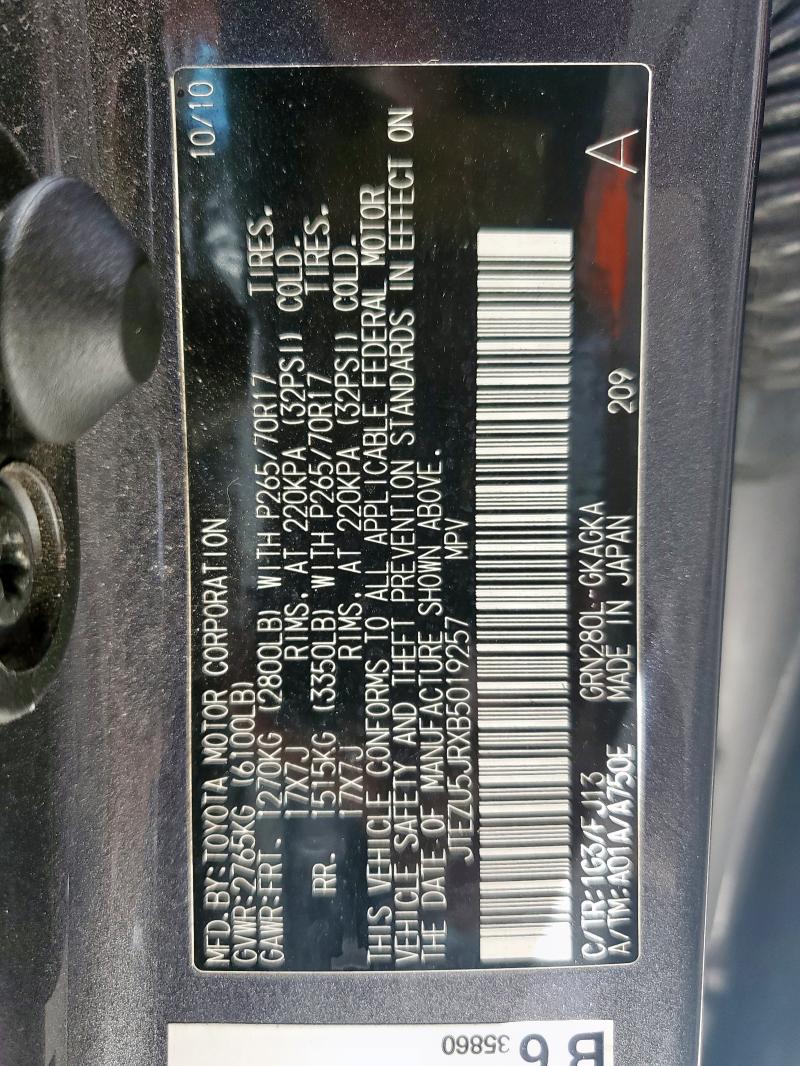 MFD.BY:TOYOTA MOTOR CORPORATION 10/10
GVWR:2765KG (6100LB)
GAWR:FRT. 1270KG (2800LB) WITH P265/70R17 TIRES.
17X7J RIMS, AT 220KPA (32PSI) COLD.
RR. 1515KG (3350LB) WITH P265/70R17 TIRES.
17X7J RIMS, AT 220KPA (32PSI) COLD.
THIS VEHICLE CONFORMS TO ALL APPLICABLE FEDERAL MOTOR
VEHICLE SAFETY AND THEFT PREVENTION STANDARDS IN EFFECT ON
THE DATE OF MANUFACTURE SHOWN ABOVE.
JTEZU5JRXB5019257 MPV
C/TR:1G3/FJ13 GRN280L-GKAGKA
A/TM:A01A/A750E MADE IN JAPAN 209 A
35860